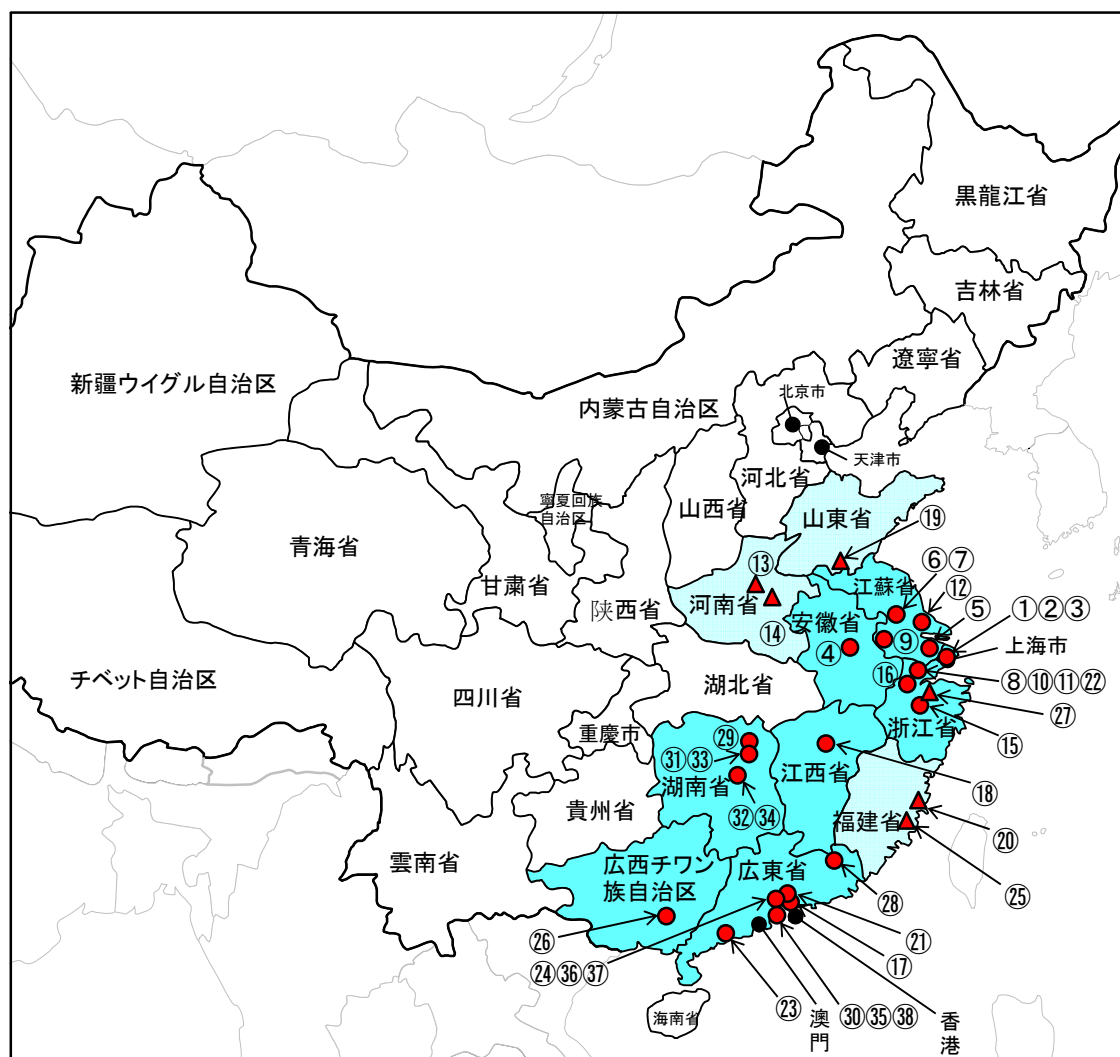 黒龍江省
吉林省
遼寧省
新疆ウイグル自治区
内蒙古自治区
北京市
天津市
河北省
山西省
山東省
⑲
寧夏回族
自治区
青海省
甘粛省
陕西省
⑬
河南省
⑭
江蘇省
⑥⑦
⑫
⑤
①②③
上海市
安徽省
④
⑨
⑯
⑧⑩⑪㉒
㉗
浙江省
⑮
チベット自治区
四川省
重慶市
湖北省
㉙
㉛㉝
湖南省
㉜㉞
江西省
⑱
福建省
⑳
㉕
貴州省
雲南省
広西チワン
族自治区
㉖
広東省
㉘
㉑
⑰
㉔㊱㊲
㉓
澳門
㉚㉟㊳
香港
海南省